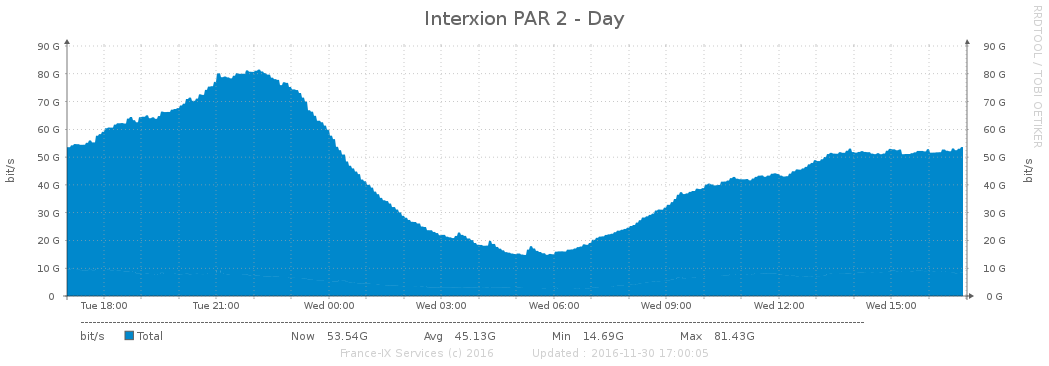 Interxion PAR 2 - Day
RRDTOOL / TOBI OETIKER
90 G 90 G
80 G 80 G
70 G 70 G
60 G 60 G
50 G 50 G
40 G 40 G
30 G 30 G
20 G 20 G
10 G 10 G
0 0 G
bit/s bit/s
Tue 18:00 Tue 21:00 Wed 00:00 Wed 03:00 Wed 06:00 Wed 09:00 Wed 12:00 Wed 15:00
bit/s Total Now 53.54G Avg 45.13G Min 14.69G Max 81.43G
France-IX Services (c) 2016 Updated : 2016-11-30 17:00:05